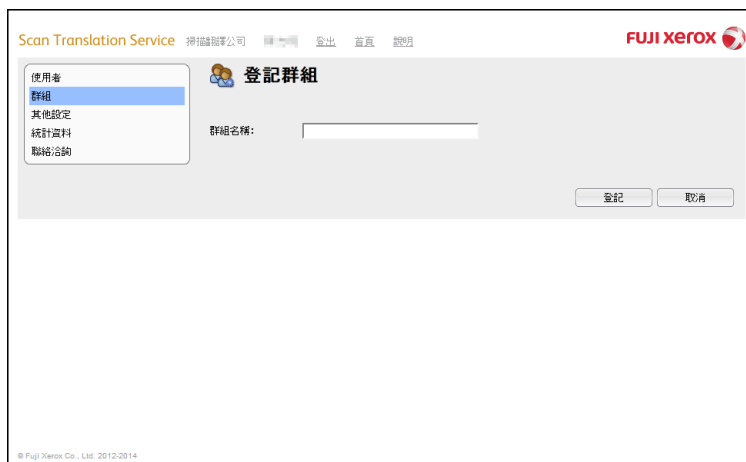 Scan Translation Service 掃描翻譯公司 登出 首頁 說明
FUJI xerox
使用者
群組
其他設定
統計資料
聯絡洽詢
登記群組
群組名稱:
登記 取消
© Fuji Xerox Co., Ltd. 2012-2014